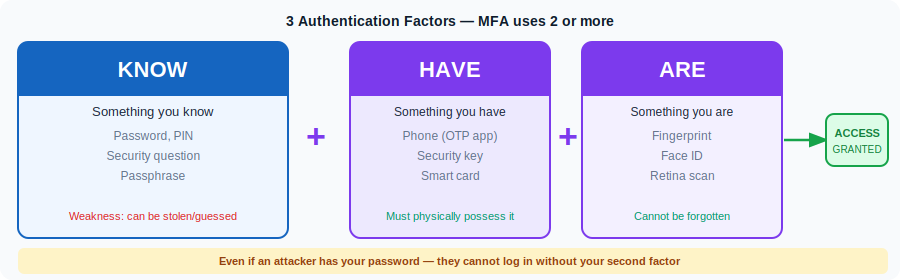 3 Authentication Factors — MFA uses 2 or more
KNOW
Something you know
Password, PIN
Security question
Passphrase
Weakness: can be stolen/guessed
+
HAVE
Something you have
Phone (OTP app)
Security key
Smart card
Must physically possess it
+
ARE
Something you are
Fingerprint
Face ID
Retina scan
Cannot be forgotten
ACCESS
GRANTED
Even if an attacker has your password — they cannot log in without your second factor